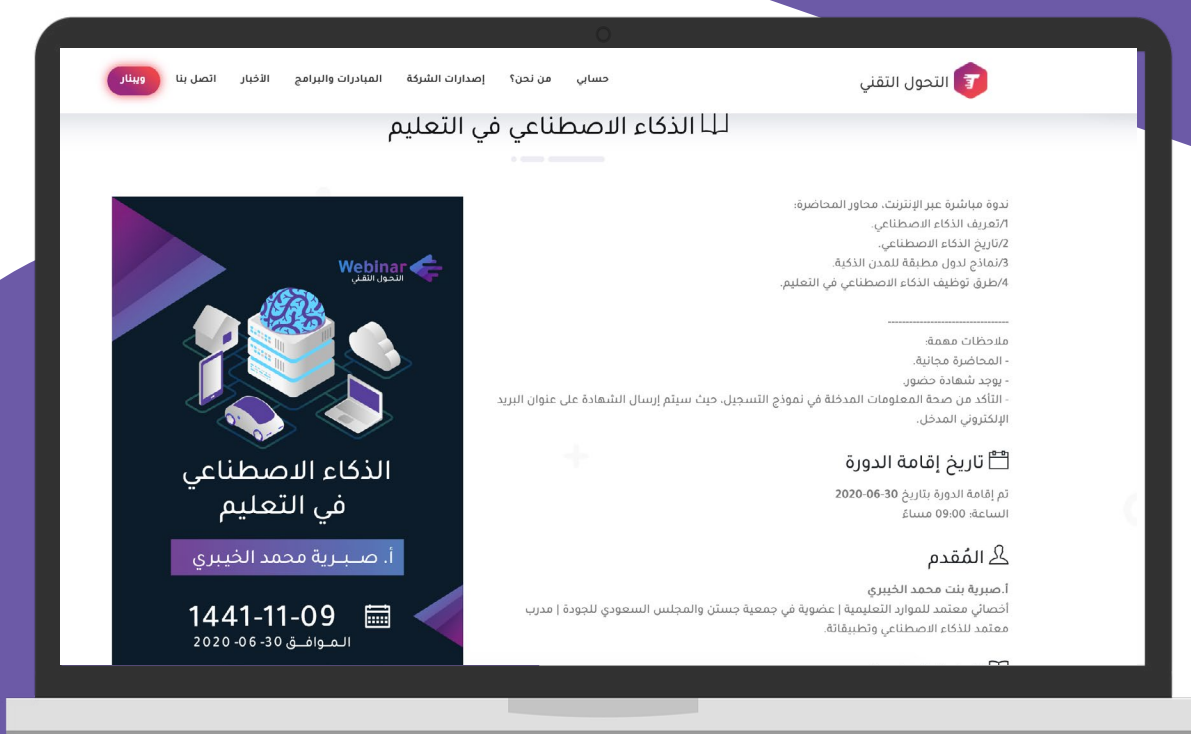 التحول التقني
حسابي
من نحن؟
إصدارات الشركة
المبادرات والبرامج
الأخبار
اتصل بنا
ويبنار
الذكاء الاصطناعي في التعليم
ندوة مباشرة عبر الإنترنت، محاور المحاضرة:
1/تعريف الذكاء الاصطناعي.
2/تاريخ الذكاء الاصطناعي.
3/نماذج لدول مطبقة للمدن الذكية.
4/طرق توظيف الذكاء الاصطناعي في التعليم.
----------------------------------
ملاحظات مهمة:
- المحاضرة مجانية.
- يوجد شهادة حضور.
- التأكد من صحة المعلومات المدخلة في نموذج التسجيل، حيث سيتم إرسال الشهادة على عنوان البريد
الإلكتروني المدخل.
تاريخ إقامة الدورة
تم إقامة الدورة بتاريخ 30-06-2020
الساعة: 09:00 مساءً
المُقدم
أ.صبرية بنت محمد الخيبري
أخصائي معتمد للموارد التعليمية | عضوية في جمعية جستن والمجلس السعودي للجودة | مدرب
معتمد للذكاء الاصطناعي وتطبيقاتة.
Webinar
التحول التقني
الذكاء الاصطناعي
في التعليم
أ. صـبـرية محمد الخيبري
1441-11-09
المـوافـق 30- 06- 2020